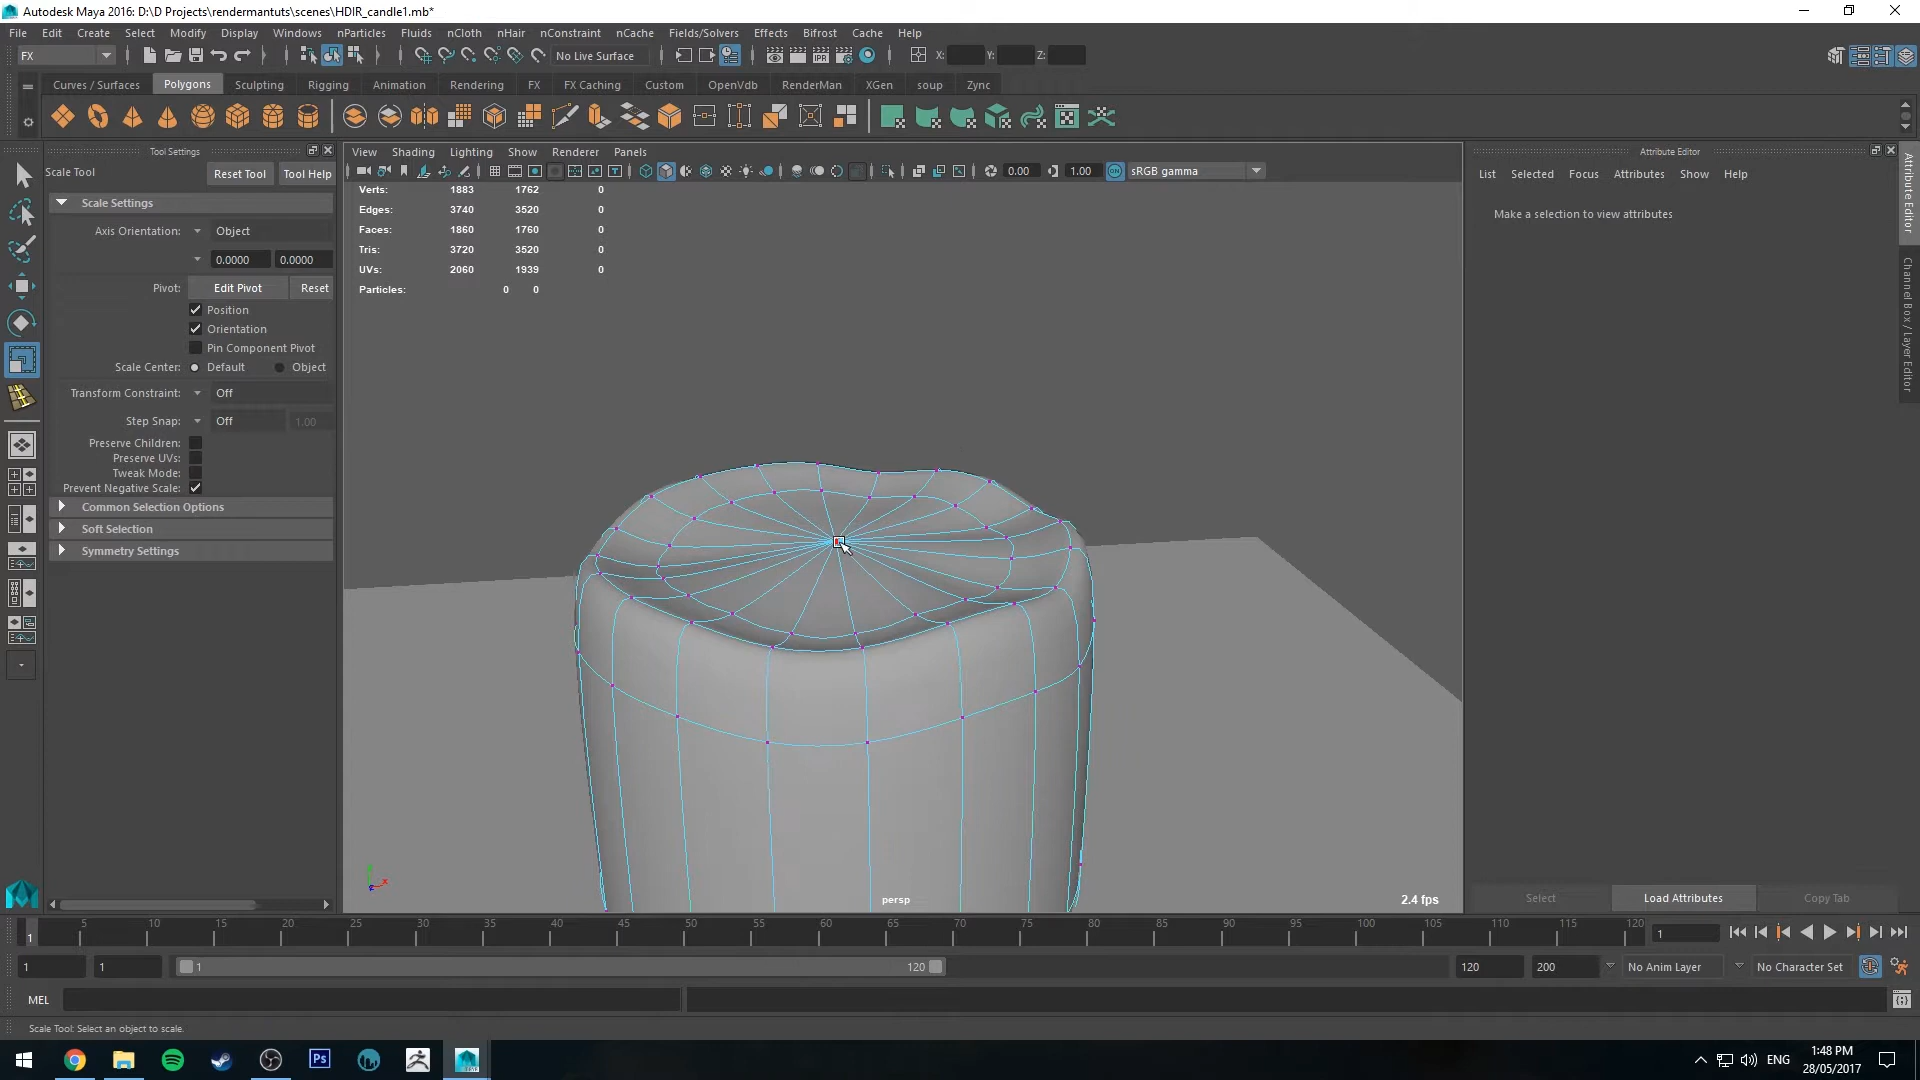 Autodesk Maya 2016: D:\D Projects\rendermantuts\scenes\HDIR_candle1.mb*
File Edit Create Select Modify Display Windows nParticles Fluids nCloth nHair nConstraint nCache Fields/Solvers Effects Bifrost Cache Help
FX No Live Surface X: Y: Z:
Curves / Surfaces Polygons Sculpting Rigging Animation Rendering FX FX Caching Custom OpenVdb RenderMan XGen soup Zync
Tool Settings
Scale Tool Reset Tool Tool Help
Scale Settings
Axis Orientation: Object
0.0000 0.0000
Pivot: Edit Pivot Reset
Position
Orientation
Pin Component Pivot
Scale Center: Default Object
Transform Constraint: Off
Step Snap: Off 1.00
Preserve Children:
Preserve UVs:
Tweak Mode:
Prevent Negative Scale:
Common Selection Options
Soft Selection
Symmetry Settings
View Shading Lighting Show Renderer Panels
0.00 1.00 ON sRGB gamma
Verts: 1883 1762 0
Edges: 3740 3520 0
Faces: 1860 1760 0
Tris: 3720 3520 0
UVs: 2060 1939 0
Particles: 0 0
persp
2.4 fps
Attribute Editor
List Selected Focus Attributes Show Help
Make a selection to view attributes
Attribute Editor
Channel Box / Layer Editor
Select Load Attributes Copy Tab
1 5 10 15 20 25 30 35 40 45 50 55 60 65 70 75 80 85 90 95 100 105 110 115 120 1
1 1 1 120 120 200 No Anim Layer No Character Set
MEL
Scale Tool: Select an object to scale.
Ps ENG 1:48 PM
28/05/2017